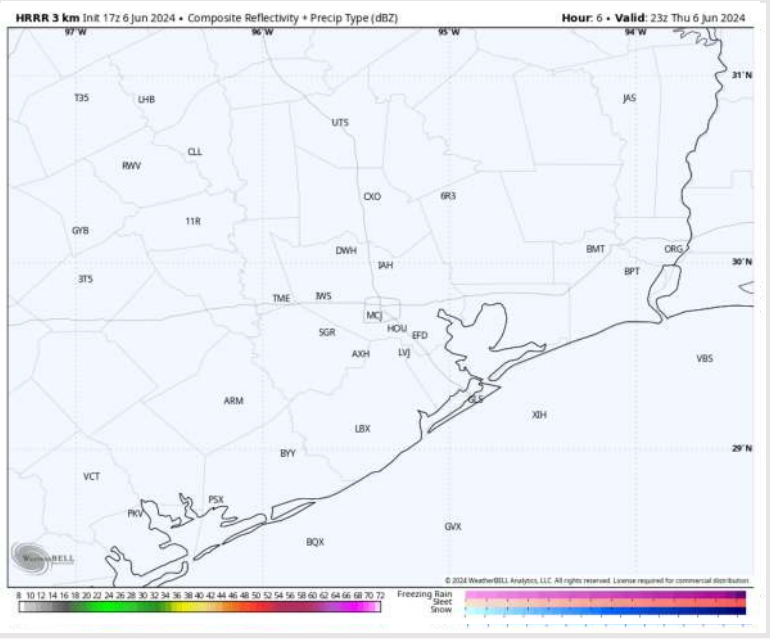 HRRR 3 km Init 17z 6 Jun 2024 • Composite Reflectivity + Precip Type (dBZ) Hour: 6 • Valid: 23z Thu 6 Jun 2024
97°W 96°W 95°W 94°W
31°N
T35 LHB JAS
UTS
CLL
RWV
CXO 6R3
11R
GYB
DWH BMT ORG
IAH 30°N
BPT
3T5
TME IWS
MCJ
HOU
SGR EFD
AXH LVJ
VBS
ARM GLS
XIH
LBX
29°N
BYY
VCT
PSX
PKV
GVX
BQX
WeatherBELL
© 2024 WeatherBELL Analytics, LLC. All rights reserved. License required for commercial distribution.
8 10 12 14 16 18 20 22 24 26 28 30 32 34 36 38 40 42 44 46 48 50 52 54 56 58 60 62 64 66 68 70 72
Freezing Rain
Sleet
Snow